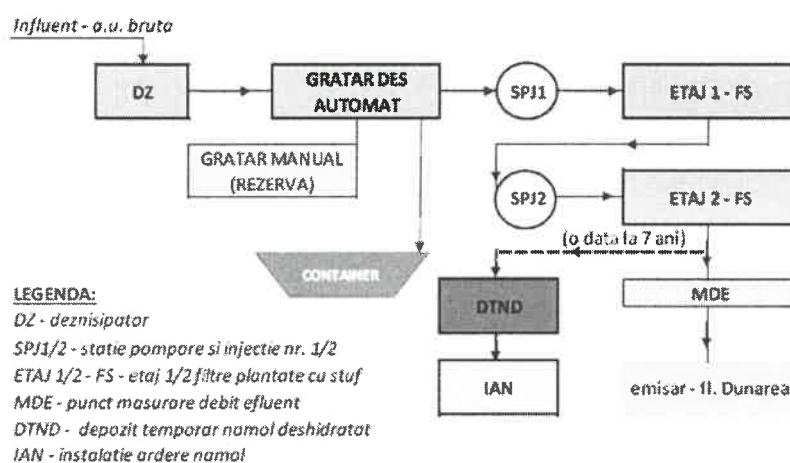 Influent - a.u. bruta
DZ
GRATAR DES
AUTOMAT
SPJ1
ETAJ 1 - FS
GRATAR MANUAL
(REZERVA)
SPJ2
ETAJ 2 - FS
(o data la 7 ani)
CONTAINER
DTND
MDE
IAN
emisar - fl. Dunarea
LEGENDA:
DZ - deznisipator
SPJ1/2 - statie pompare si injectie nr. 1/2
ETAJ 1/2 - FS - etaj 1/2 filtre plantate cu stuf
MDE - punct masurare debit efluent
DTND - depozit temporar namol deshidratat
IAN - instalatie ardere namol